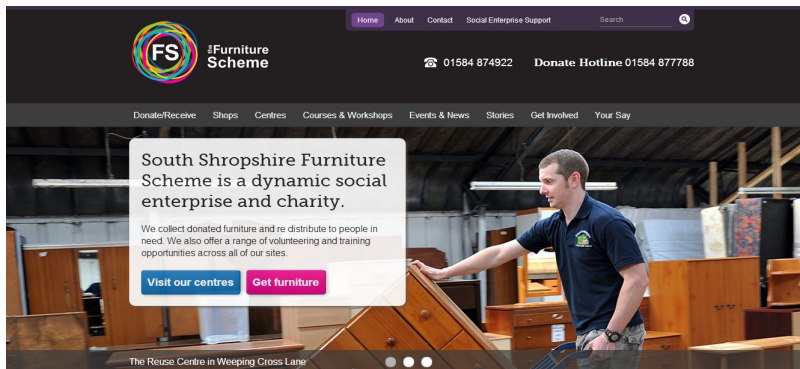 Home About Contact Social Enterprise Support Search
FS
the Furniture
Scheme
01584 874922 Donate Hotline 01584 877788
Donate/Receive Shops Centres Courses & Workshops Events & News Stories Get Involved Your Say
South Shropshire Furniture
Scheme is a dynamic social
enterprise and charity.
We collect donated furniture and re distribute to people in
need. We also offer a range of volunteering and training
opportunities across all of our sites.
Visit our centres Get furniture
The Reuse Centre in Weeping Cross Lane